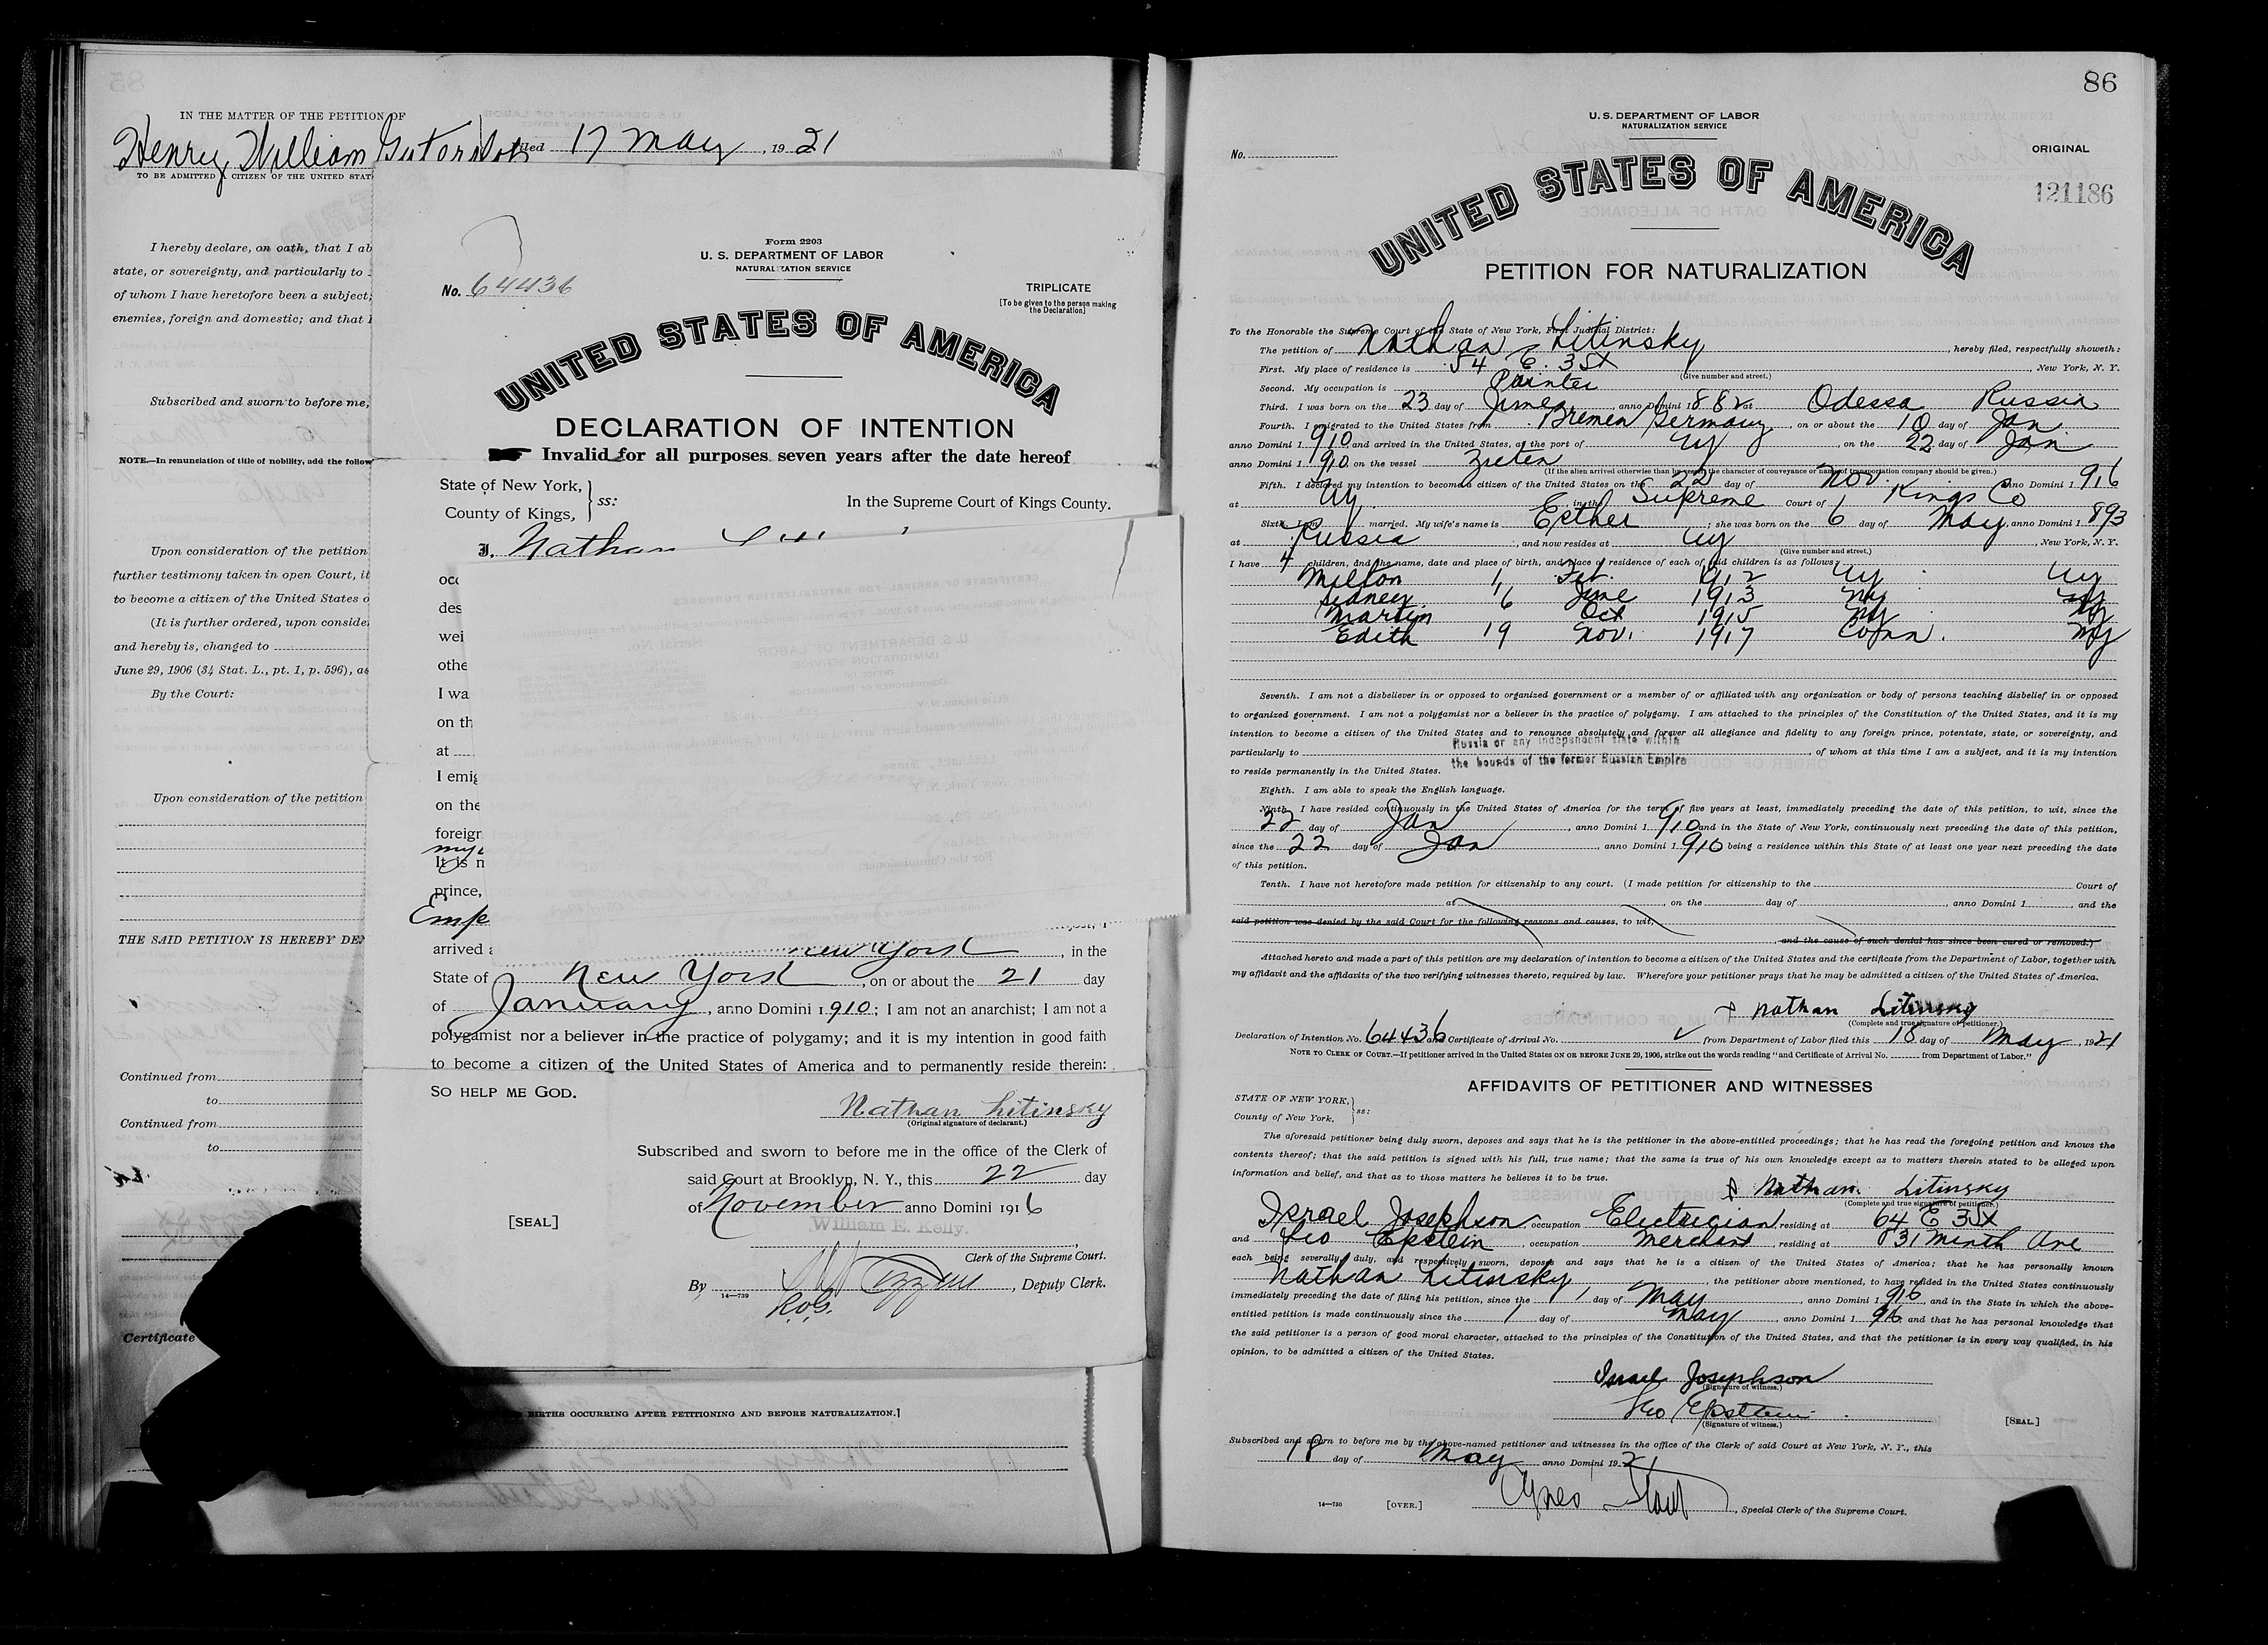 85
IN THE MATTER OF THE PETITION OF
Henry William filed 17 May, 1921
TO BE ADMITTED CITIZEN OF THE UNITED STAT
I hereby declare, on oath, that I ab
state, or sovereignty, and particularly to
of whom I have heretofore been a subject;
enemies, foreign and domestic; and that I
Subscribed and sworn to before me,
NOTE.—In renunciation of title of nobility, add the follow
Upon consideration of the petition
further testimony taken in open Court, it
to become a citizen of the United States o
(It is further ordered, upon conside
and hereby is, changed to
June 29, 1906 (34 Stat. L., pt. 1, p. 596), as
By the Court:
Upon consideration of the petition
THE SAID PETITION IS HEREBY DEN
Continued from
to
Continued from
to
Certificate
BIRTHS OCCURRING AFTER PETITIONING AND BEFORE NATURALIZATION.]
Form 2203
U. S. DEPARTMENT OF LABOR
NATURALIZATION SERVICE
No. 64436
TRIPLICATE
[To be given to the person making
the Declaration]
UNITED STATES OF AMERICA
DECLARATION OF INTENTION
Invalid for all purposes seven years after the date hereof
State of New York,
County of Kings, ss: In the Supreme Court of Kings County.
I, Nathan
occ
des
wei
othe
I wa
on th
at
I emig
on the
foreign
my
It is n
prince,
Empe
arrived a New York, in the
State of New York, on or about the 21 day
of January, anno Domini 1910; I am not an anarchist; I am not a
polygamist nor a believer in the practice of polygamy; and it is my intention in good faith
to become a citizen of the United States of America and to permanently reside therein:
SO HELP ME GOD.
Nathan Litinsky
(Original signature of declarant.)
Subscribed and sworn to before me in the office of the Clerk of
said Court at Brooklyn, N. Y., this 22 day
of November anno Domini 1916
[SEAL]
William E. Kelly.
Clerk of the Supreme Court.
By , Deputy Clerk.
14—739
86
U. S. DEPARTMENT OF LABOR
NATURALIZATION SERVICE
No.
ORIGINAL
121186
UNITED STATES OF AMERICA
PETITION FOR NATURALIZATION
To the Honorable the Supreme Court of the State of New York, First Judicial District:
The petition of Nathan Litinsky, hereby filed, respectfully showeth:
First. My place of residence is 54 E. 3 St New York, N. Y.
(Give number and street.)
Second. My occupation is Painter
Third. I was born on the 23 day of June, anno Domini 1882 at Odessa Russia
Fourth. I emigrated to the United States from Bremen Germany, on or about the 10 day of Jan
anno Domini 1910 and arrived in the United States, at the port of NY, on the 22 day of Jan
anno Domini 1910 on the vessel Zieten
(If the alien arrived otherwise than by vessel, the character of conveyance or name of transportation company should be given.)
Fifth. I declared my intention to become a citizen of the United States on the 22 day of Nov. anno Domini 1916
at NY. in the Supreme Court of Kings Co
Sixth. I am married. My wife's name is Esther; she was born on the 6 day of May, anno Domini 1893
at Russia, and now resides at NY, New York, N. Y.
(Give number and street.)
I have 4 children, and the name, date and place of birth, and place of residence of each of said children is as follows:
Milton 1 Feb. 1912 NY NY
Sidney 16 June 1913 NY NY
Martin Oct 1915 NY NY
Edith 19 Nov. 1917 Conn. NY
Seventh. I am not a disbeliever in or opposed to organized government or a member of or affiliated with any organization or body of persons teaching disbelief in or opposed
to organized government. I am not a polygamist nor a believer in the practice of polygamy. I am attached to the principles of the Constitution of the United States, and it is my
intention to become a citizen of the United States and to renounce absolutely and forever all allegiance and fidelity to any foreign prince, potentate, state, or sovereignty, and
Russia or any independent state within
particularly to , of whom at this time I am a subject, and it is my intention
the bounds of the former Russian Empire
to reside permanently in the United States.
Eighth. I am able to speak the English language.
Ninth. I have resided continuously in the United States of America for the term of five years at least, immediately preceding the date of this petition, to wit, since the
22 day of Jan, anno Domini 1910 and in the State of New York, continuously next preceding the date of this petition,
since the 22 day of Jan, anno Domini 1910 being a residence within this State of at least one year next preceding the date
of this petition.
Tenth. I have not heretofore made petition for citizenship to any court. (I made petition for citizenship to the Court of
at , on the day of , anno Domini 1 , and the
said petition was denied by the said Court for the following reasons and causes, to wit,
and the cause of such denial has since been cured or removed.)
Attached hereto and made a part of this petition are my declaration of intention to become a citizen of the United States and the certificate from the Department of Labor, together with
my affidavit and the affidavits of the two verifying witnesses thereto, required by law. Wherefore your petitioner prays that he may be admitted a citizen of the United States of America.
Nathan Litinsky
(Complete and true signature of petitioner.)
Declaration of Intention No. 64436 and Certificate of Arrival No. from Department of Labor filed this 18 day of May, 1921
NOTE TO CLERK OF COURT.—If petitioner arrived in the United States ON OR BEFORE JUNE 29, 1906, strike out the words reading "and Certificate of Arrival No. from Department of Labor."
AFFIDAVITS OF PETITIONER AND WITNESSES
STATE OF NEW YORK,
County of New York, ss:
The aforesaid petitioner being duly sworn, deposes and says that he is the petitioner in the above-entitled proceedings; that he has read the foregoing petition and knows the
contents thereof; that the said petition is signed with his full, true name; that the same is true of his own knowledge except as to matters therein stated to be alleged upon
information and belief, and that as to those matters he believes it to be true.
Nathan Litinsky
(Complete and true signature of petitioner.)
Israel Josephson occupation Electrician residing at 64 E 3 St
and Leo Epstein, occupation Merchant, residing at 831 Ninth Ave
each being severally, duly, and respectively sworn, deposes and says that he is a citizen of the United States of America; that he has personally known
Nathan Litinsky, the petitioner above mentioned, to have resided in the United States continuously
immediately preceding the date of filing his petition, since the 1 day of May, anno Domini 1916, and in the State in which the above-
entitled petition is made continuously since the 1 day of May, anno Domini 1916 and that he has personal knowledge that
the said petitioner is a person of good moral character, attached to the principles of the Constitution of the United States, and that the petitioner is in every way qualified, in his
opinion, to be admitted a citizen of the United States.
Israel Josephson
(Signature of witness.)
Leo Epstein
(Signature of witness.)
[SEAL.]
Subscribed and sworn to before me by the above-named petitioner and witnesses in the office of the Clerk of said Court at New York, N. Y., this
18 day of May anno Domini 1921
14—750 [OVER.] , Special Clerk of the Supreme Court.